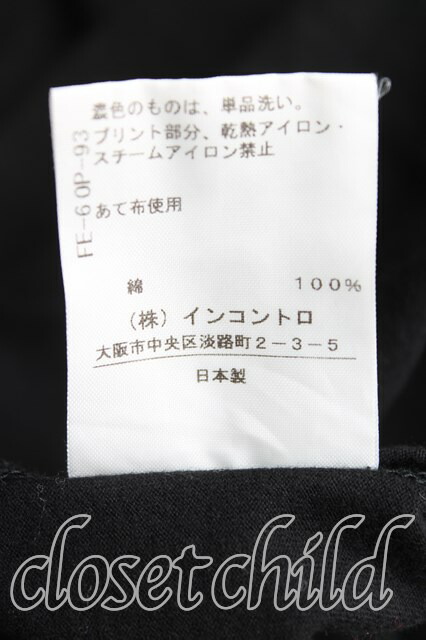 濃色のものは、単品洗い。
プリント部分、乾熱アイロン・
スチームアイロン禁止
FE-60P-93
あて布使用
綿 100%
(株)インコントロ
大阪市中央区淡路町2-3-5
日本製
closet child